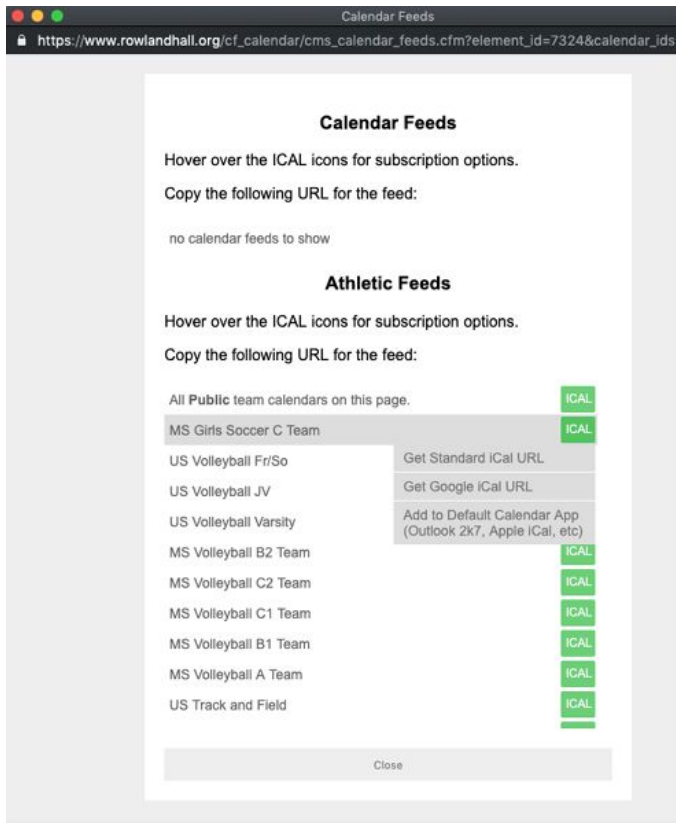 Calendar Feeds
https://www.rowlandhall.org/cf_calendar/cms_calendar_feeds.cfm?element_id=7324&calendar_ids
Calendar Feeds
Hover over the ICAL icons for subscription options.
Copy the following URL for the feed:
no calendar feeds to show
Athletic Feeds
Hover over the ICAL icons for subscription options.
Copy the following URL for the feed:
All Public team calendars on this page. ICAL
MS Girls Soccer C Team ICAL
US Volleyball Fr/So Get Standard iCal URL
US Volleyball JV Get Google iCal URL
US Volleyball Varsity Add to Default Calendar App
(Outlook 2k7, Apple iCal, etc)
MS Volleyball B2 Team ICAL
MS Volleyball C2 Team ICAL
MS Volleyball C1 Team ICAL
MS Volleyball B1 Team ICAL
MS Volleyball A Team ICAL
US Track and Field ICAL
Close